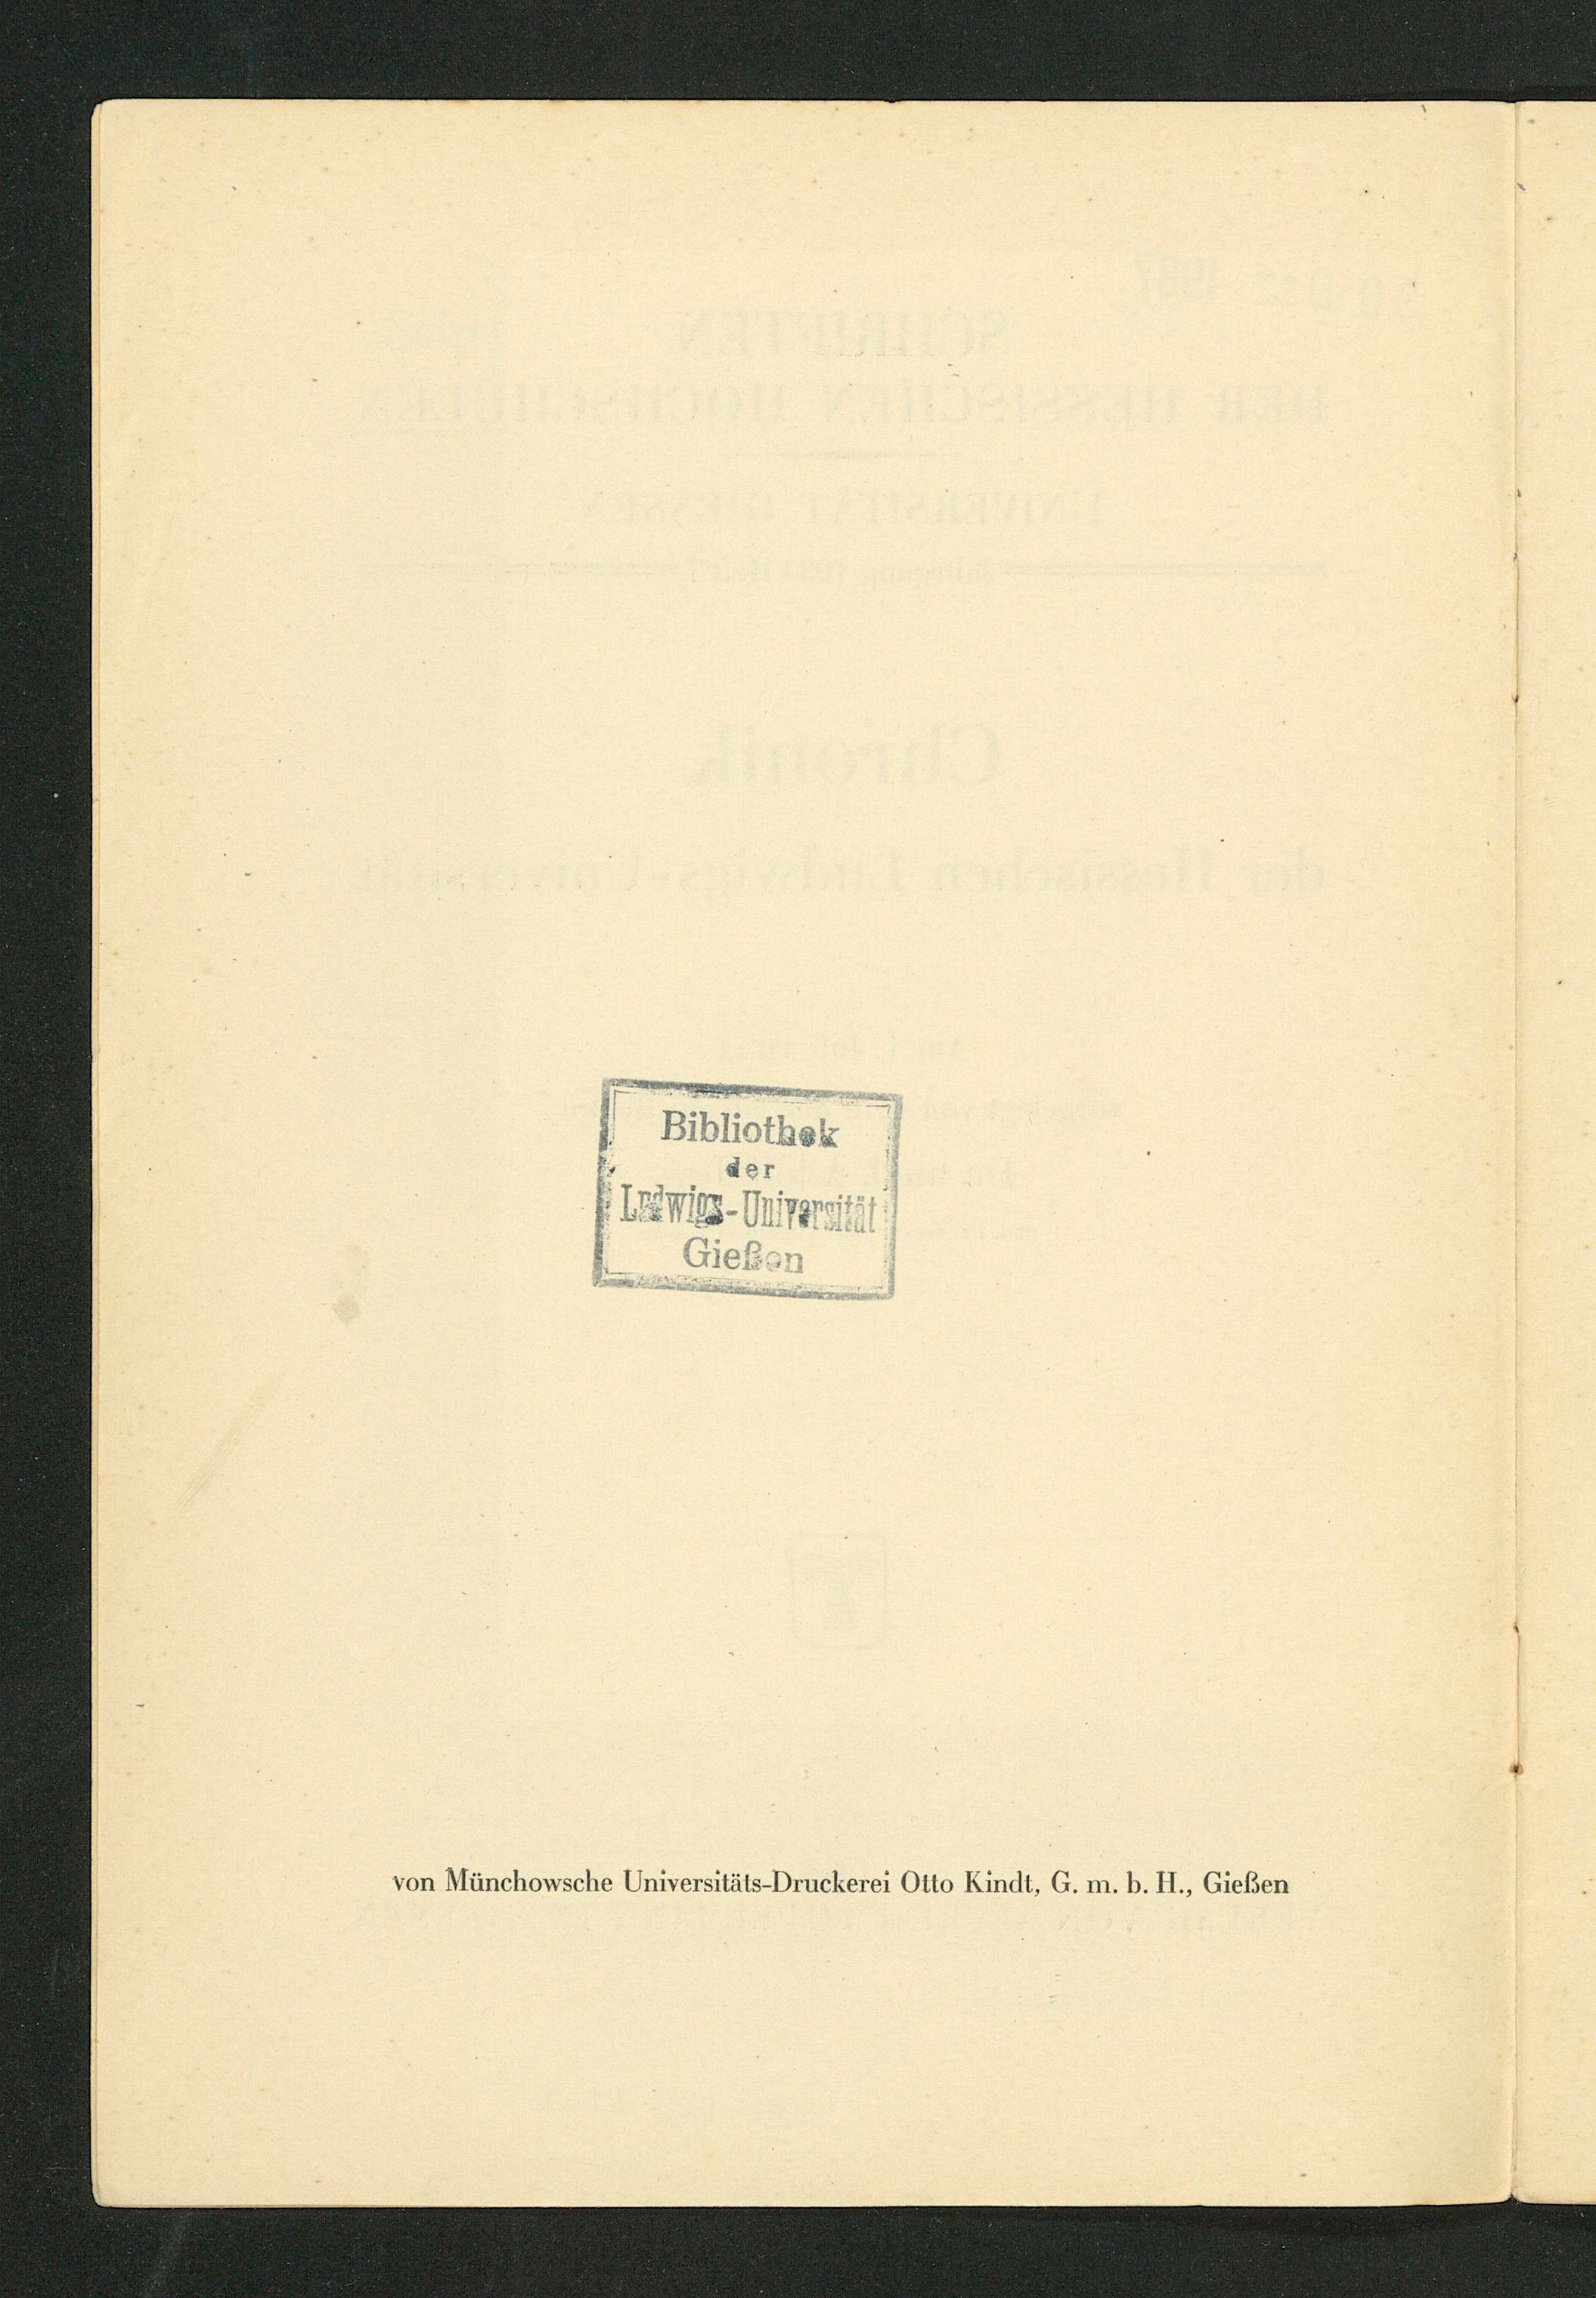 Bibliothek
der
Ludwigs-Universität
Gießen
von Münchowsche Universitäts-Druckerei Otto Kindt, G. m. b. H., Gießen